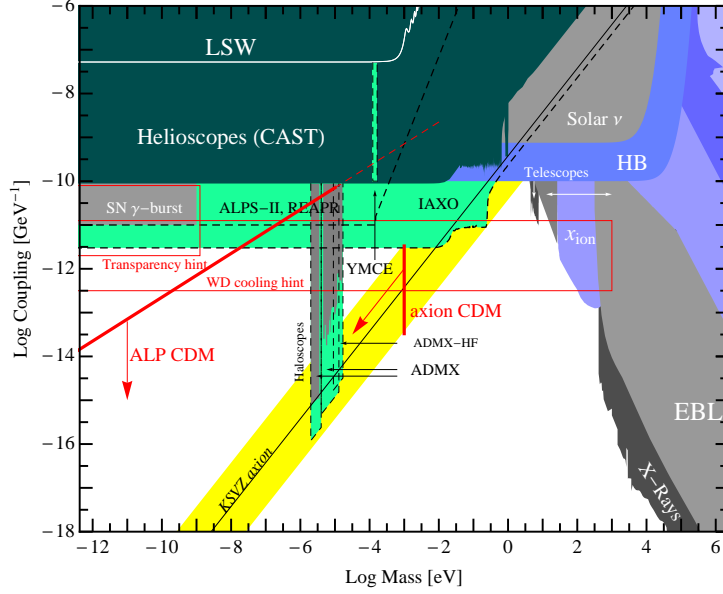 -6
-8
-10
-12
-14
-16
-18
Log Coupling [GeV⁻¹]
LSW
Helioscopes (CAST)
Solar ν
HB
Telescopes
SN γ-burst
ALPS-II, REAPR
IAXO
x_ion
YMCE
Transparency hint
WD cooling hint
axion CDM
ALP CDM
Haloscopes
ADMX-HF
ADMX
EBL
X-Rays
KSVZ axion
-12 -10 -8 -6 -4 -2 0 2 4 6
Log Mass [eV]